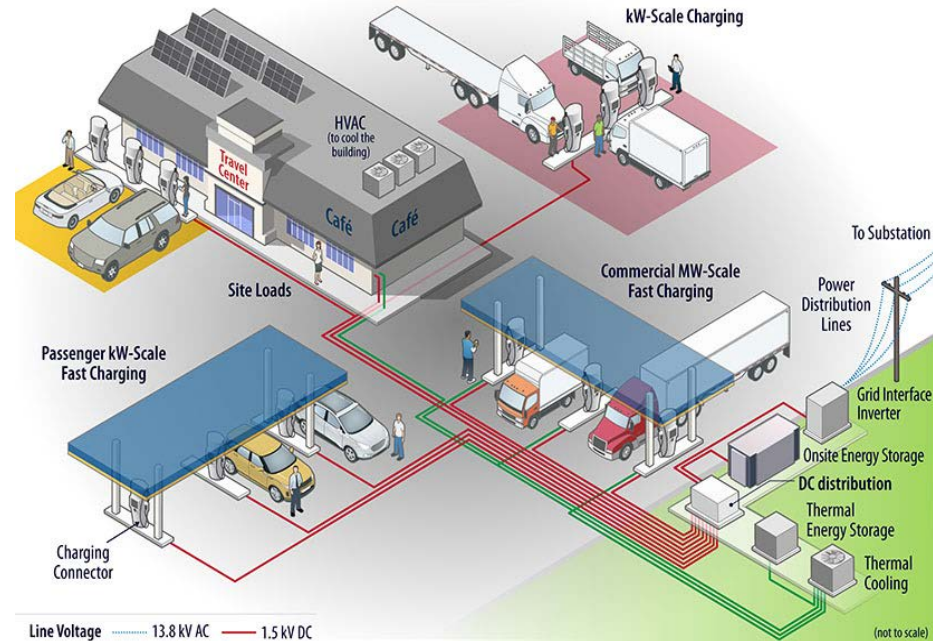 kW-Scale Charging
HVAC
(to cool the
building)
Travel
Center
Café
Café
To Substation
Site Loads
Commercial MW-Scale
Fast Charging
Power
Distribution
Lines
Passenger kW-Scale
Fast Charging
Grid Interface
Inverter
Onsite Energy Storage
DC distribution
Thermal
Energy Storage
Charging
Connector
Thermal
Cooling
Line Voltage 13.8 kV AC 1.5 kV DC
(not to scale)